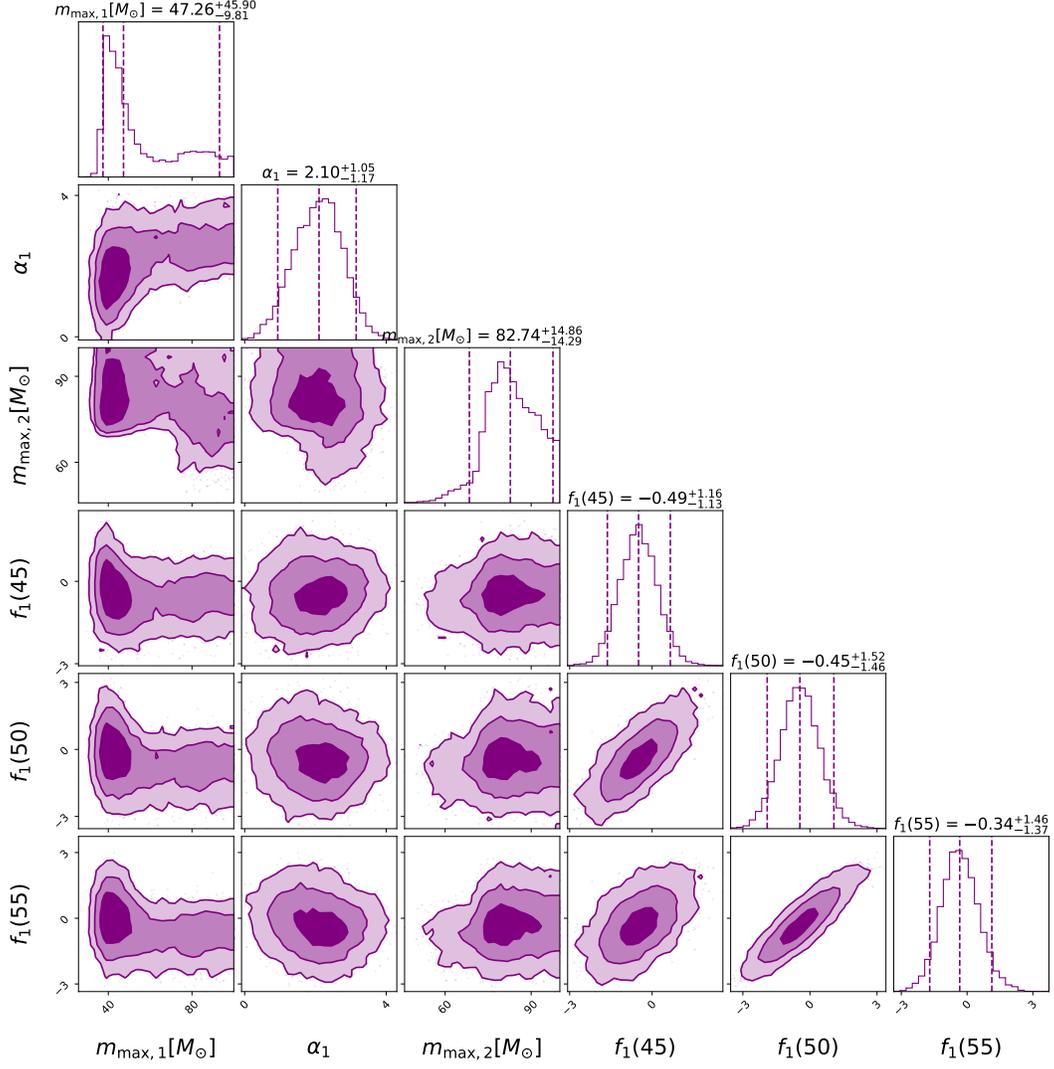 m_max,1[M_⊙] = 47.26^{+45.90}_{−9.81}
α_1 = 2.10^{+1.05}_{−1.17}
4
0
α_1
m_max,2[M_⊙] = 82.74^{+14.86}_{−14.29}
90
60
m_max,2[M_⊙]
f_1(45) = −0.49^{+1.16}_{−1.13}
0
−3
f_1(45)
f_1(50) = −0.45^{+1.52}_{−1.46}
3
0
−3
f_1(50)
f_1(55) = −0.34^{+1.46}_{−1.37}
3
0
−3
f_1(55)
40 80 0 4 60 90 −3 0 −3 0 3 −3 0 3
m_max,1[M_⊙] α_1 m_max,2[M_⊙] f_1(45) f_1(50) f_1(55)